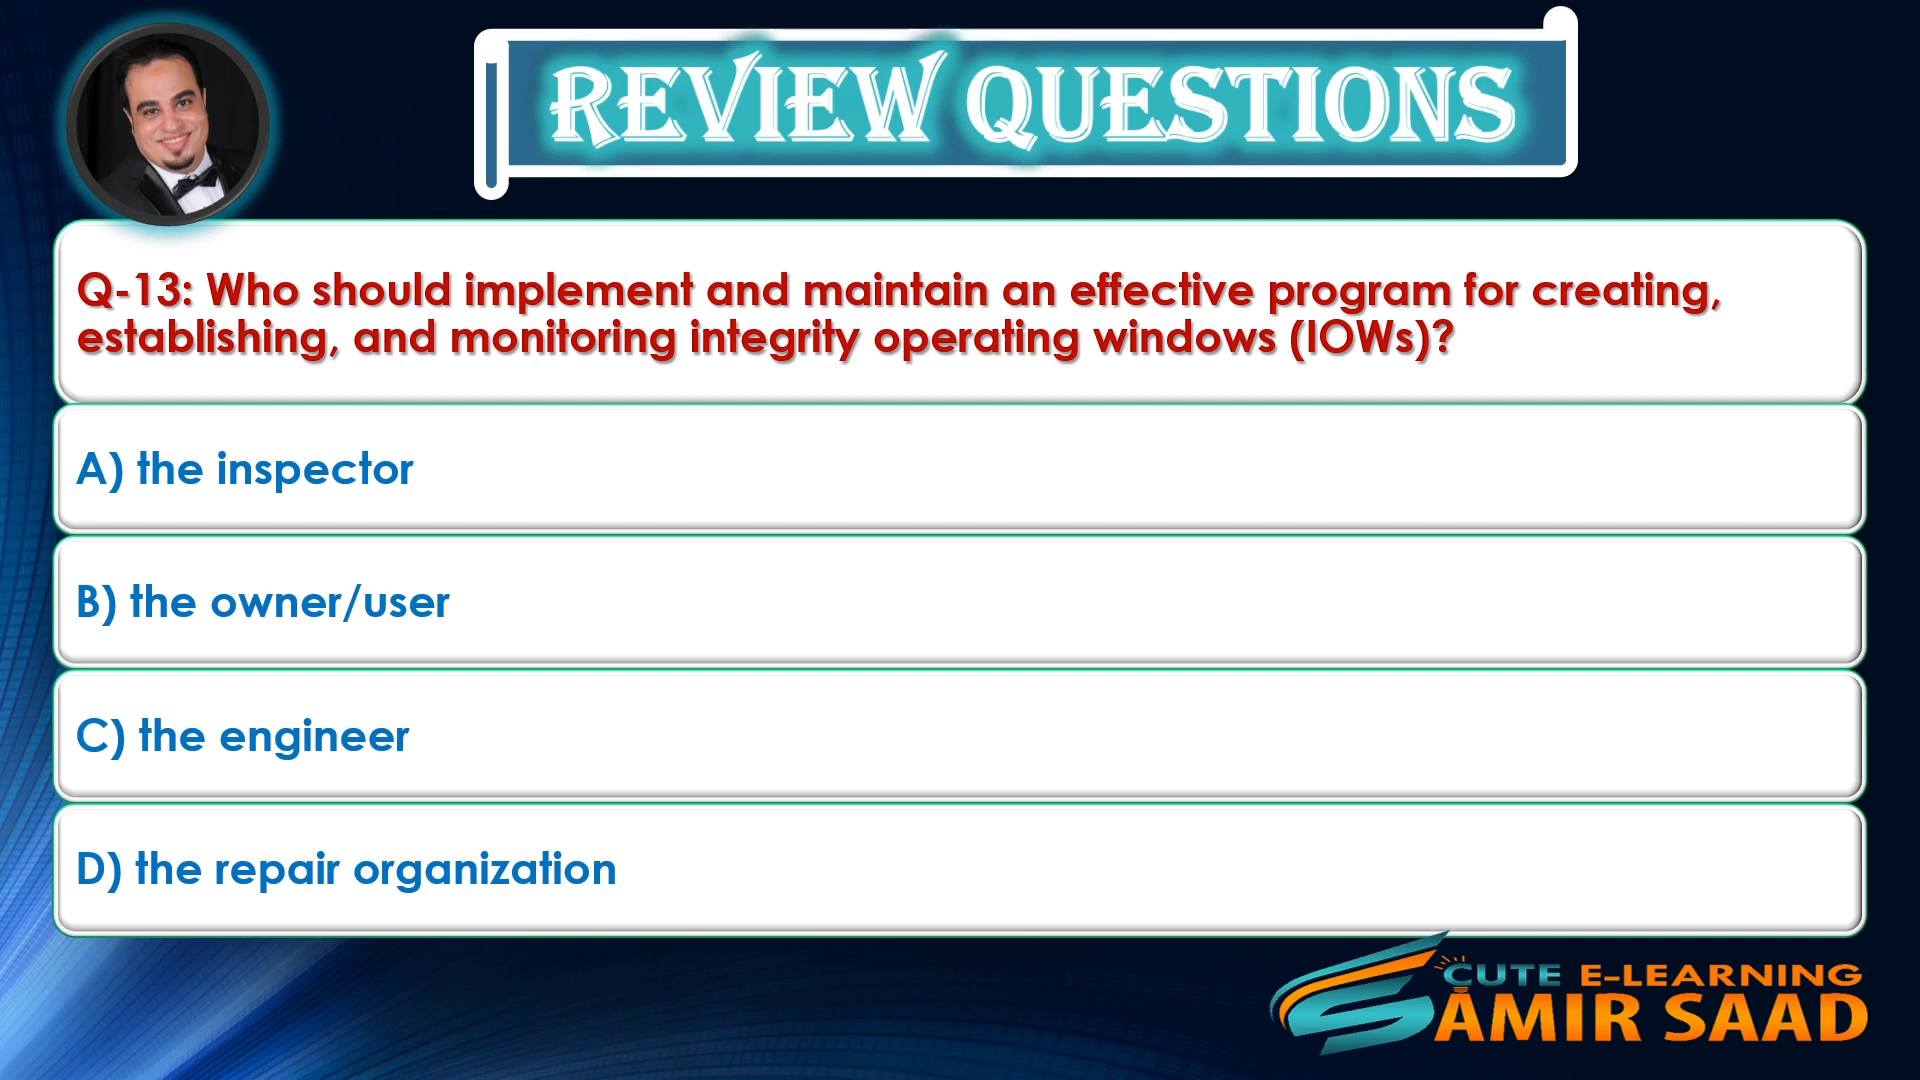 REVIEW QUESTIONS
Q-13: Who should implement and maintain an effective program for creating,
establishing, and monitoring integrity operating windows (IOWs)?
A) the inspector
B) the owner/user
C) the engineer
D) the repair organization
CUTE E-LEARNING
AMIR SAAD